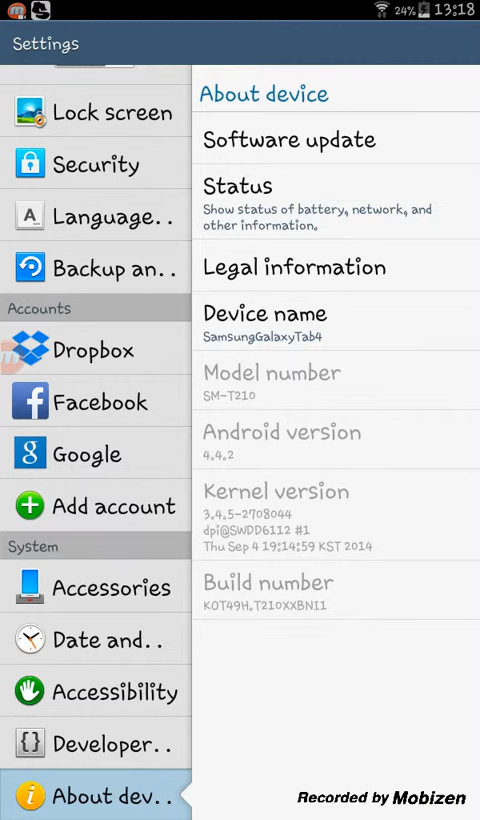 24% 13:18
Settings
Lock screen
Security
A
Language..
Backup an..
Accounts
Dropbox
f
Facebook
g
Google
Add account
System
Accessories
Date and..
Accessibility
{}
Developer..
i
About dev..
About device
Software update
Status
Show status of battery, network, and
other information.
Legal information
Device name
SamsungGalaxyTab4
Model number
SM-T210
Android version
4.4.2
Kernel version
3.4.5-2708044
dpi@SWDD6112 #1
Thu Sep 4 19:14:59 KST 2014
Build number
KOT49H.T210XXBNI1
Recorded by Mobizen